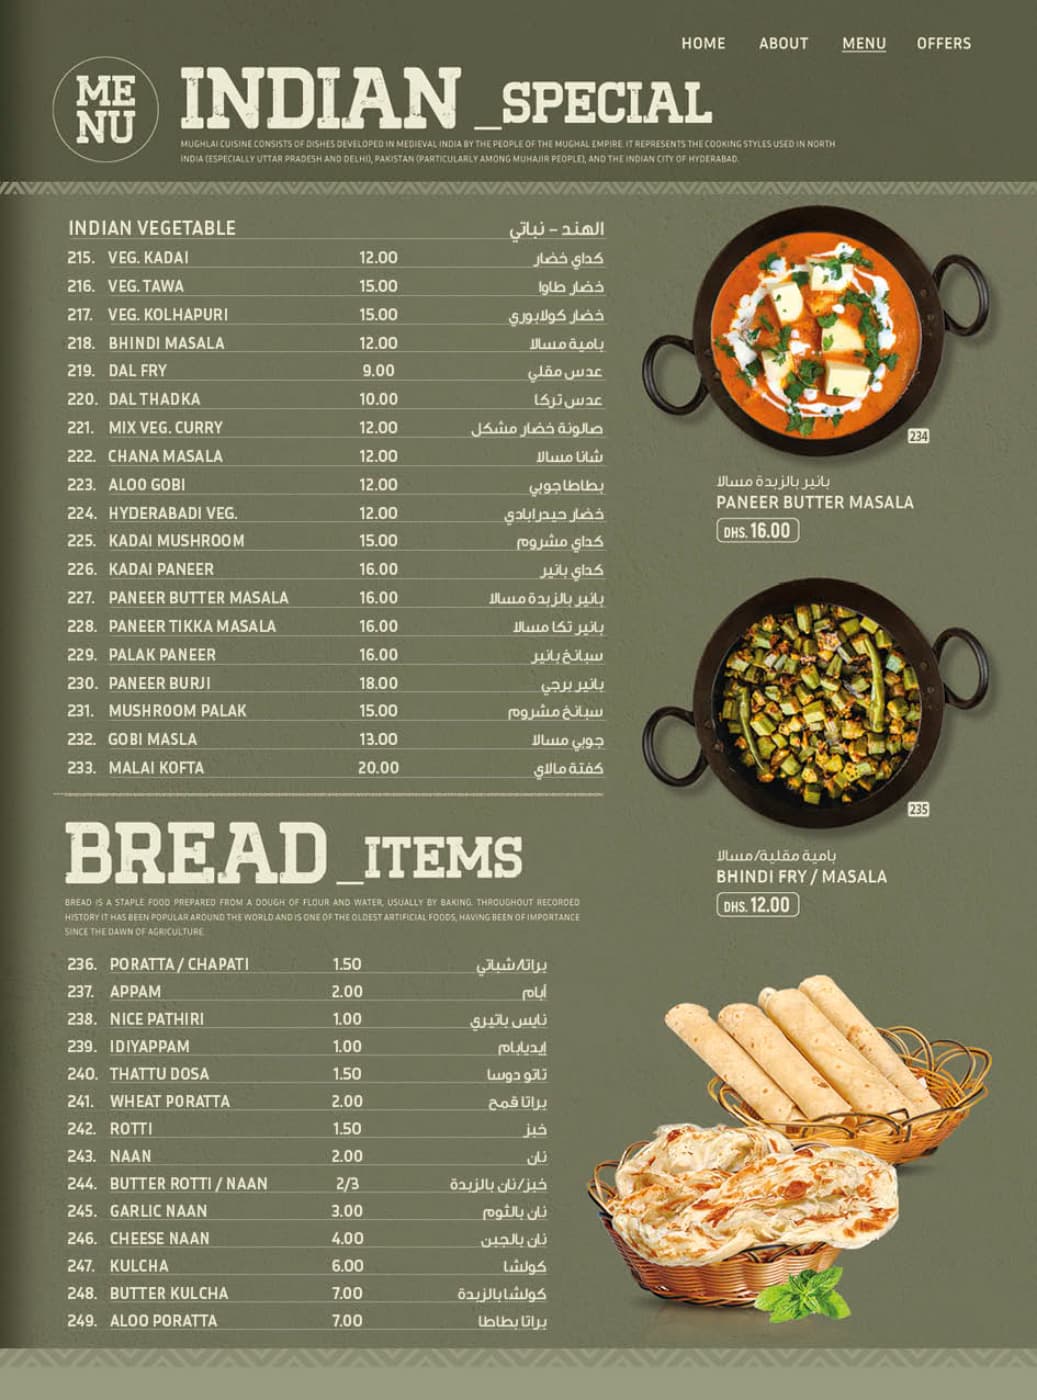 HOME ABOUT MENU OFFERS
ME
NU
INDIAN _SPECIAL
MUGHLAI CUISINE CONSISTS OF DISHES DEVELOPED IN MEDIEVAL INDIA BY THE PEOPLE OF THE MUGHAL EMPIRE. IT REPRESENTS THE COOKING STYLES USED IN NORTH
INDIA (ESPECIALLY UTTAR PRADESH AND DELHI), PAKISTAN (PARTICULARLY AMONG MUHAJIR PEOPLE), AND THE INDIAN CITY OF HYDERABAD.
INDIAN VEGETABLE الهند - نباتي
215. VEG. KADAI 12.00 كداي خضار
216. VEG. TAWA 15.00 خضار طاوا
217. VEG. KOLHAPURI 15.00 خضار كولابوري
218. BHINDI MASALA 12.00 بامية مسالا
219. DAL FRY 9.00 عدس مقلي
220. DAL THADKA 10.00 عدس تركا
221. MIX VEG. CURRY 12.00 صالونة خضار مشكل
222. CHANA MASALA 12.00 شانا مسالا
223. ALOO GOBI 12.00 بطاطا جوبي
224. HYDERABADI VEG. 12.00 خضار حيدرابادي
225. KADAI MUSHROOM 15.00 كداي مشروم
226. KADAI PANEER 16.00 كداي بانير
227. PANEER BUTTER MASALA 16.00 بانير بالزبدة مسالا
228. PANEER TIKKA MASALA 16.00 بانير تكا مسالا
229. PALAK PANEER 16.00 سبانخ بانير
230. PANEER BURJI 18.00 بانير برجي
231. MUSHROOM PALAK 15.00 سبانخ مشروم
232. GOBI MASLA 13.00 جوبي مسالا
233. MALAI KOFTA 20.00 كفتة مالاي
234
بانير بالزبدة مسالا
PANEER BUTTER MASALA
DHS. 16.00
235
بامية مقلية/مسالا
BHINDI FRY / MASALA
DHS. 12.00
BREAD _ITEMS
BREAD IS A STAPLE FOOD PREPARED FROM A DOUGH OF FLOUR AND WATER, USUALLY BY BAKING. THROUGHOUT RECORDED
HISTORY IT HAS BEEN POPULAR AROUND THE WORLD AND IS ONE OF THE OLDEST ARTIFICIAL FOODS, HAVING BEEN OF IMPORTANCE
SINCE THE DAWN OF AGRICULTURE.
236. PORATTA / CHAPATI 1.50 براتا/شباتي
237. APPAM 2.00 أبام
238. NICE PATHIRI 1.00 نايس باتيري
239. IDIYAPPAM 1.00 إيديابام
240. THATTU DOSA 1.50 تاتو دوسا
241. WHEAT PORATTA 2.00 براتا قمح
242. ROTTI 1.50 خبز
243. NAAN 2.00 نان
244. BUTTER ROTTI / NAAN 2/3 خبز/نان بالزبدة
245. GARLIC NAAN 3.00 نان بالثوم
246. CHEESE NAAN 4.00 نان بالجبن
247. KULCHA 6.00 كولشا
248. BUTTER KULCHA 7.00 كولشا بالزبدة
249. ALOO PORATTA 7.00 براتا بطاطا